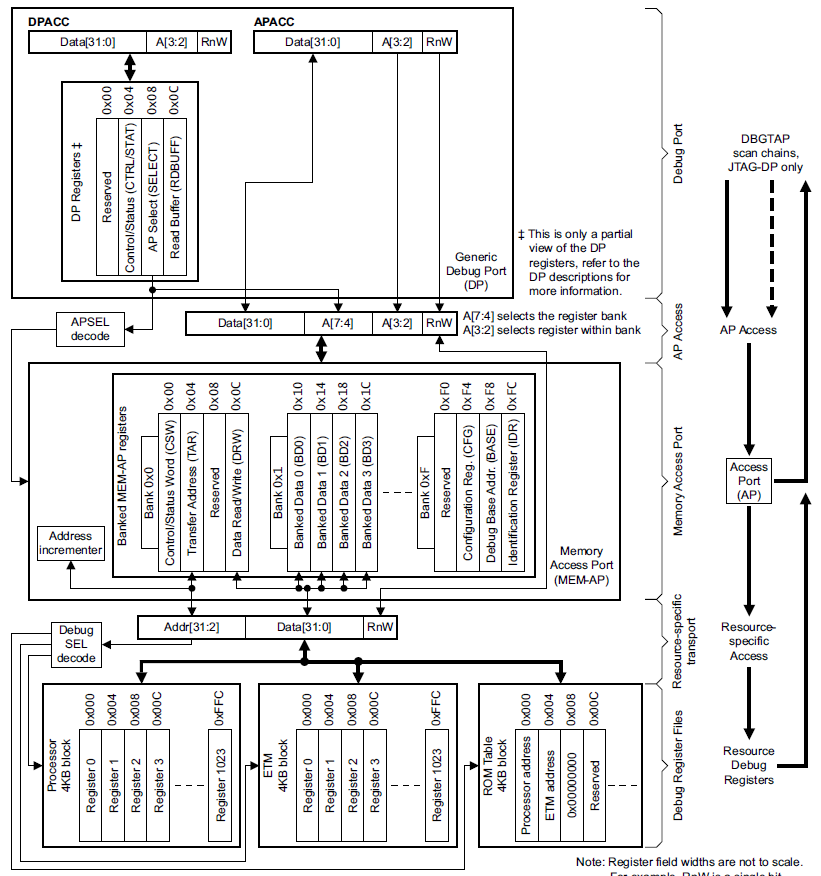 DPACC
APACC
Data[31:0]
A[3:2]
RnW
Data[31:0]
A[3:2]
RnW
DP Registers ‡
0x00
0x04
0x08
0x0C
Reserved
Control/Status (CTRL/STAT)
AP Select (SELECT)
Read Buffer (RDBUFF)
Generic
Debug Port
(DP)
‡ This is only a partial
view of the DP
registers, refer to the
DP descriptions for
more information.
Debug Port
DBGTAP
scan chains,
JTAG-DP only
APSEL
decode
Data[31:0]
A[7:4]
A[3:2]
RnW
A[7:4] selects the register bank
A[3:2] selects register within bank
AP Access
AP Access
Banked MEM-AP registers
Bank 0x0
0x00
0x04
0x08
0x0C
Control/Status Word (CSW)
Transfer Address (TAR)
Reserved
Data Read/Write (DRW)
Bank 0x1
0x10
0x14
0x18
0x1C
Banked Data 0 (BD0)
Banked Data 1 (BD1)
Banked Data 2 (BD2)
Banked Data 3 (BD3)
Bank 0xF
0xF0
0xF4
0xF8
0xFC
Reserved
Configuration Reg. (CFG)
Debug Base Addr. (BASE)
Identification Register (IDR)
Address
incrementer
Memory
Access Port
(MEM-AP)
Memory Access Port
Access
Port
(AP)
Debug
SEL
decode
Addr[31:2]
Data[31:0]
RnW
Resource-specific
transport
Resource-
specific
Access
Processor
4KB block
0x000
0x004
0x008
0x00C
0xFFC
Register 0
Register 1
Register 2
Register 3
Register 1023
ETM
4KB block
0x000
0x004
0x008
0x00C
0xFFC
Register 0
Register 1
Register 2
Register 3
Register 1023
ROM Table
4KB block
0x000
0x004
0x008
0x00C
Processor address
ETM address
0x00000000
Reserved
Debug Register Files
Resource
Debug
Registers
Note: Register field widths are not to scale.
For example, RnW is a single bit